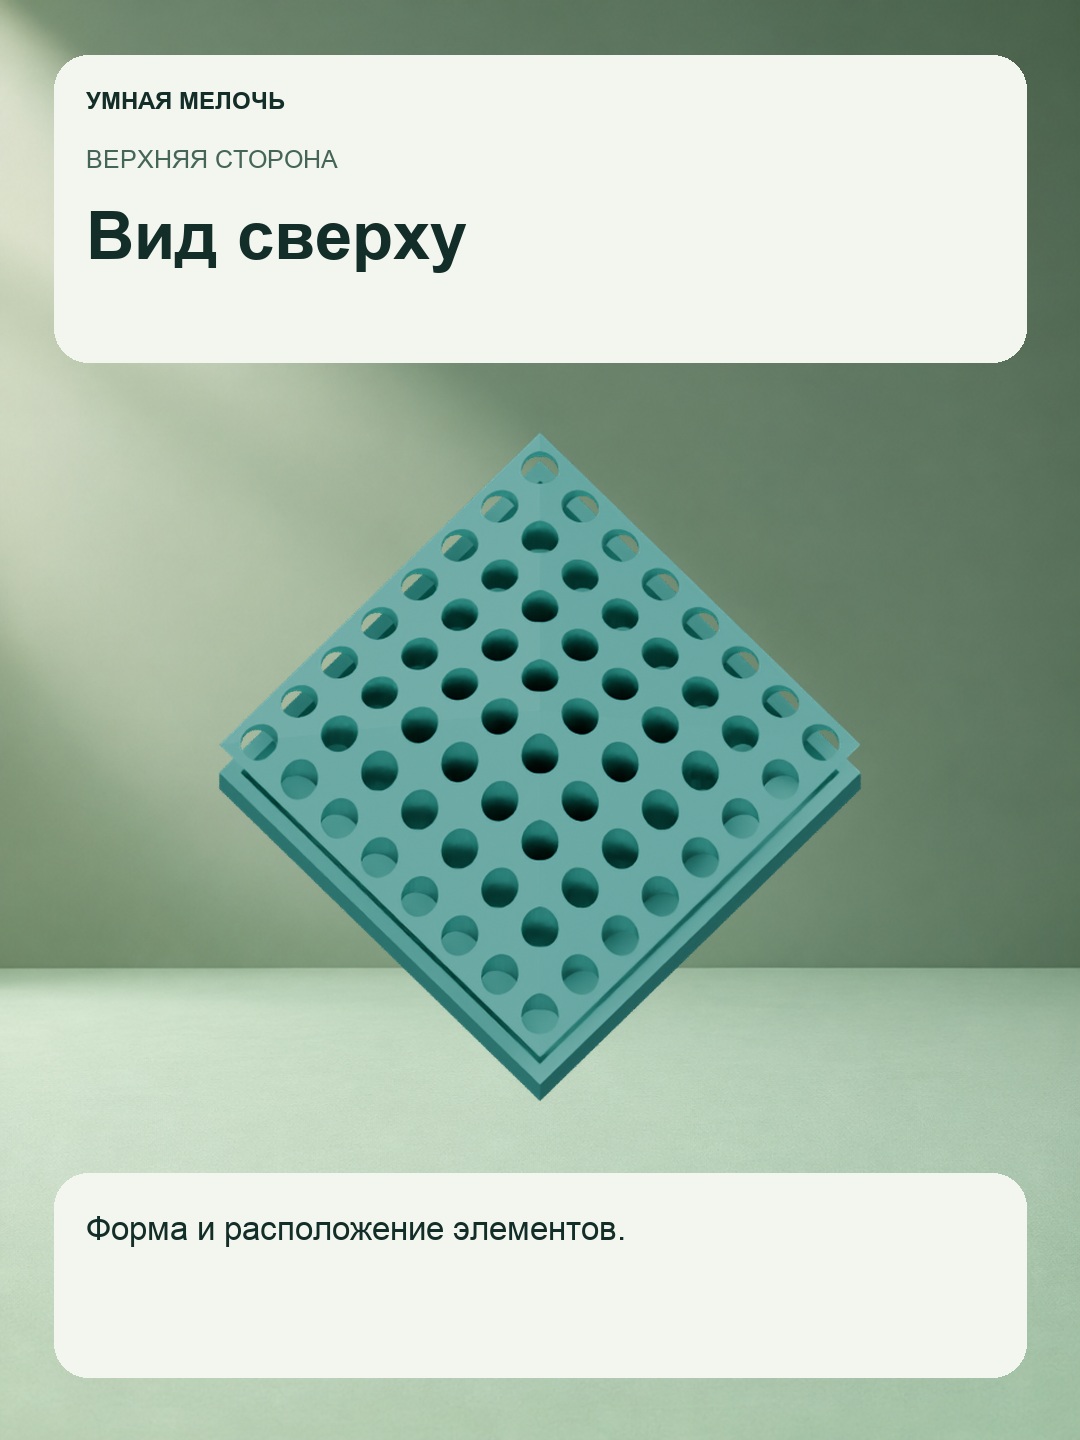 УМНАЯ МЕЛОЧЬ
ВЕРХНЯЯ СТОРОНА
Вид сверху
Форма и расположение элементов.